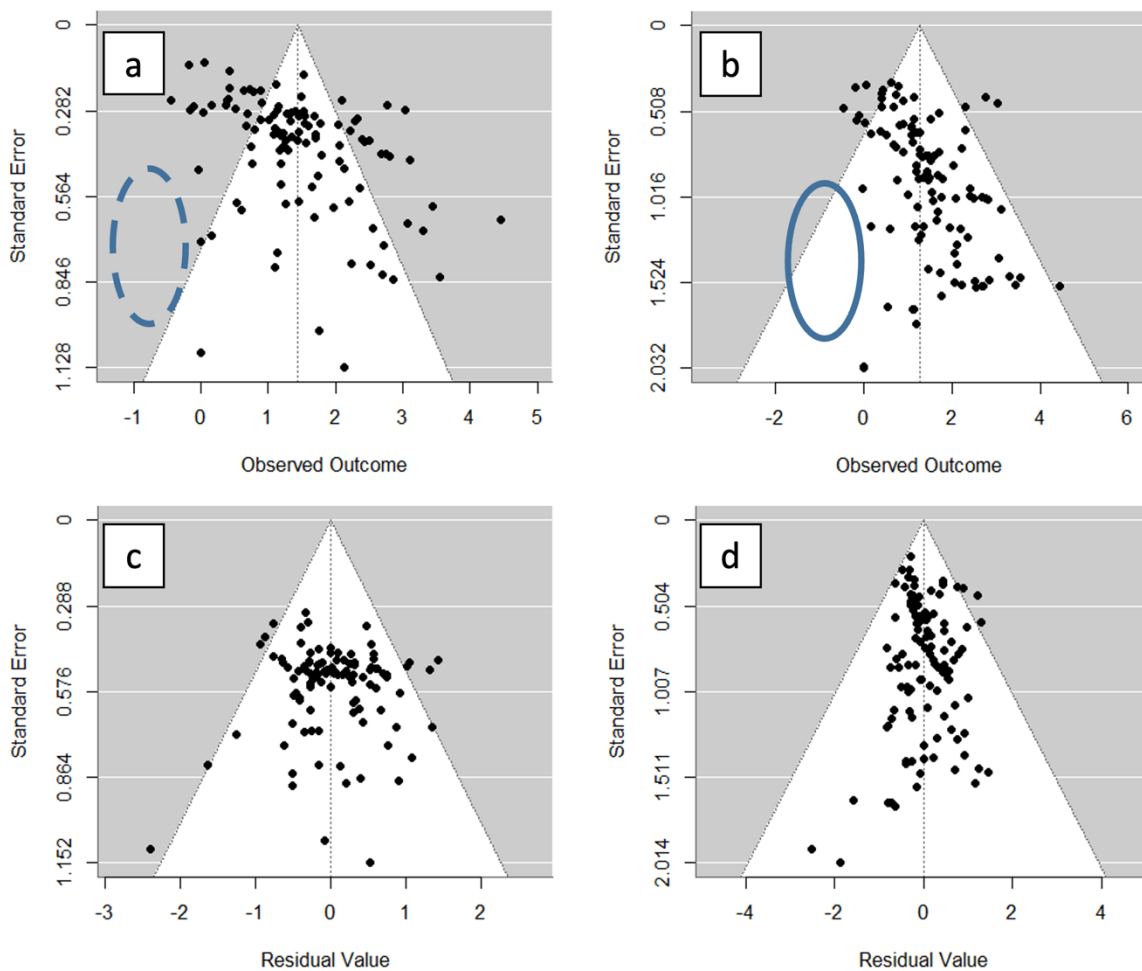 a
0
0.282
0.564
0.846
1.128
Standard Error
-1 0 1 2 3 4 5
Observed Outcome
b
0
0.508
1.016
1.524
2.032
Standard Error
-2 0 2 4 6
Observed Outcome
c
0
0.288
0.576
0.864
1.152
Standard Error
-3 -2 -1 0 1 2
Residual Value
d
0
0.504
1.007
1.511
2.014
Standard Error
-4 -2 0 2 4
Residual Value